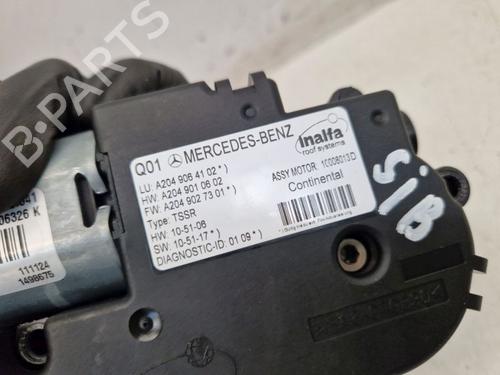 B-PARTS
Q01 MERCEDES-BENZ
LU: A204 906 41 02 *)
HW: A204 901 06 02
FW: A204 902 73 01 *)
Type: TSSR
HW: 10-51-06
SW: 10-51-17 *)
DIAGNOSTIC-ID: 01 09 *)
Inalfa
roof systems
ASSY MOTOR 10008013D
Continental
SIB
06326 K
111124
1498675